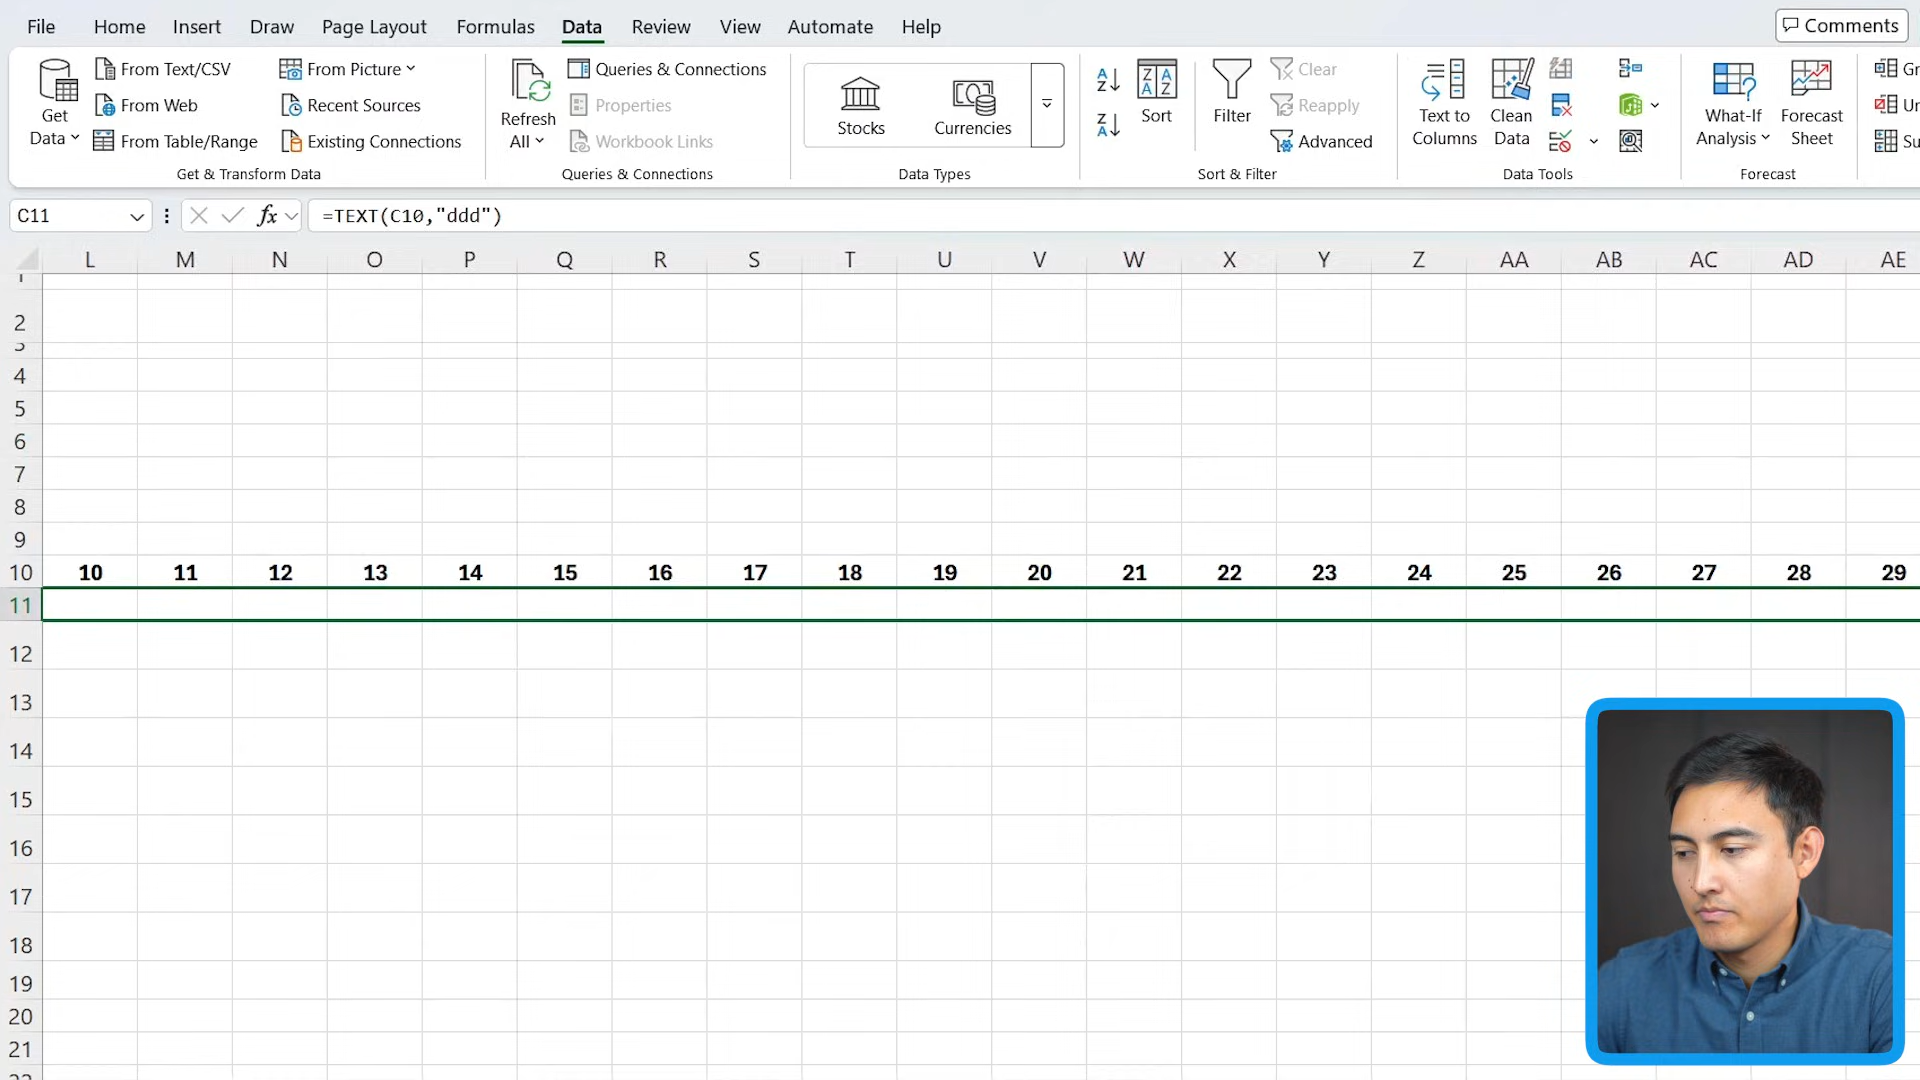 File Home Insert Draw Page Layout Formulas Data Review View Automate Help Comments
Get Data
From Text/CSV
From Web
From Table/Range
From Picture
Recent Sources
Existing Connections
Get & Transform Data
Refresh All
Queries & Connections
Properties
Workbook Links
Queries & Connections
Stocks
Currencies
Data Types
Sort
Filter
Clear
Reapply
Advanced
Sort & Filter
Text to Columns
Clean Data
Data Tools
What-If Analysis
Forecast Sheet
Forecast
C11 fx =TEXT(C10,"ddd")
L M N O P Q R S T U V W X Y Z AA AB AC AD AE
2
4
5
6
7
8
9
10 10 11 12 13 14 15 16 17 18 19 20 21 22 23 24 25 26 27 28 29
11
12
13
14
15
16
17
18
19
20
21